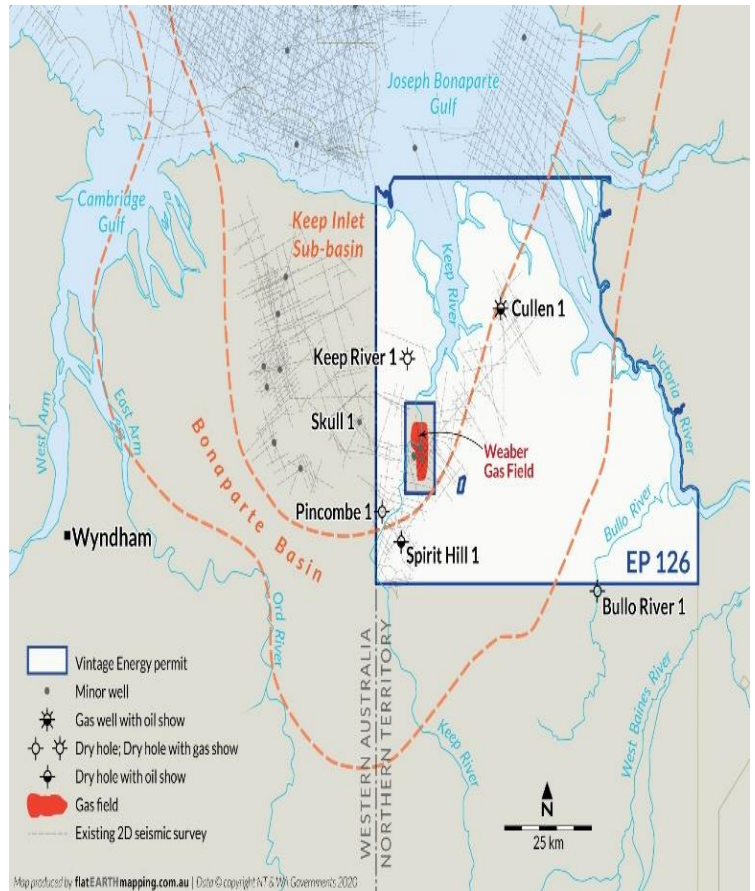 Joseph Bonaparte
Gulf
Cambridge
Gulf
Keep Inlet
Sub-basin
Keep River
Cullen 1
Keep River 1
Victoria River
West Arm
East Arm
Skull 1
Weaber
Gas Field
Bonaparte Basin
Pincombe 1
Bullo River
Wyndham
Spirit Hill 1
EP 126
Bullo River 1
Ord River
WESTERN AUSTRALIA
NORTHERN TERRITORY
Keep River
West Baines River
Vintage Energy permit
Minor well
Gas well with oil show
Dry hole; Dry hole with gas show
Dry hole with oil show
Gas field
Existing 2D seismic survey
N
25 km
Map produced by flatEARTHmapping.com.au | Data © copyright NT & WA Governments 2020